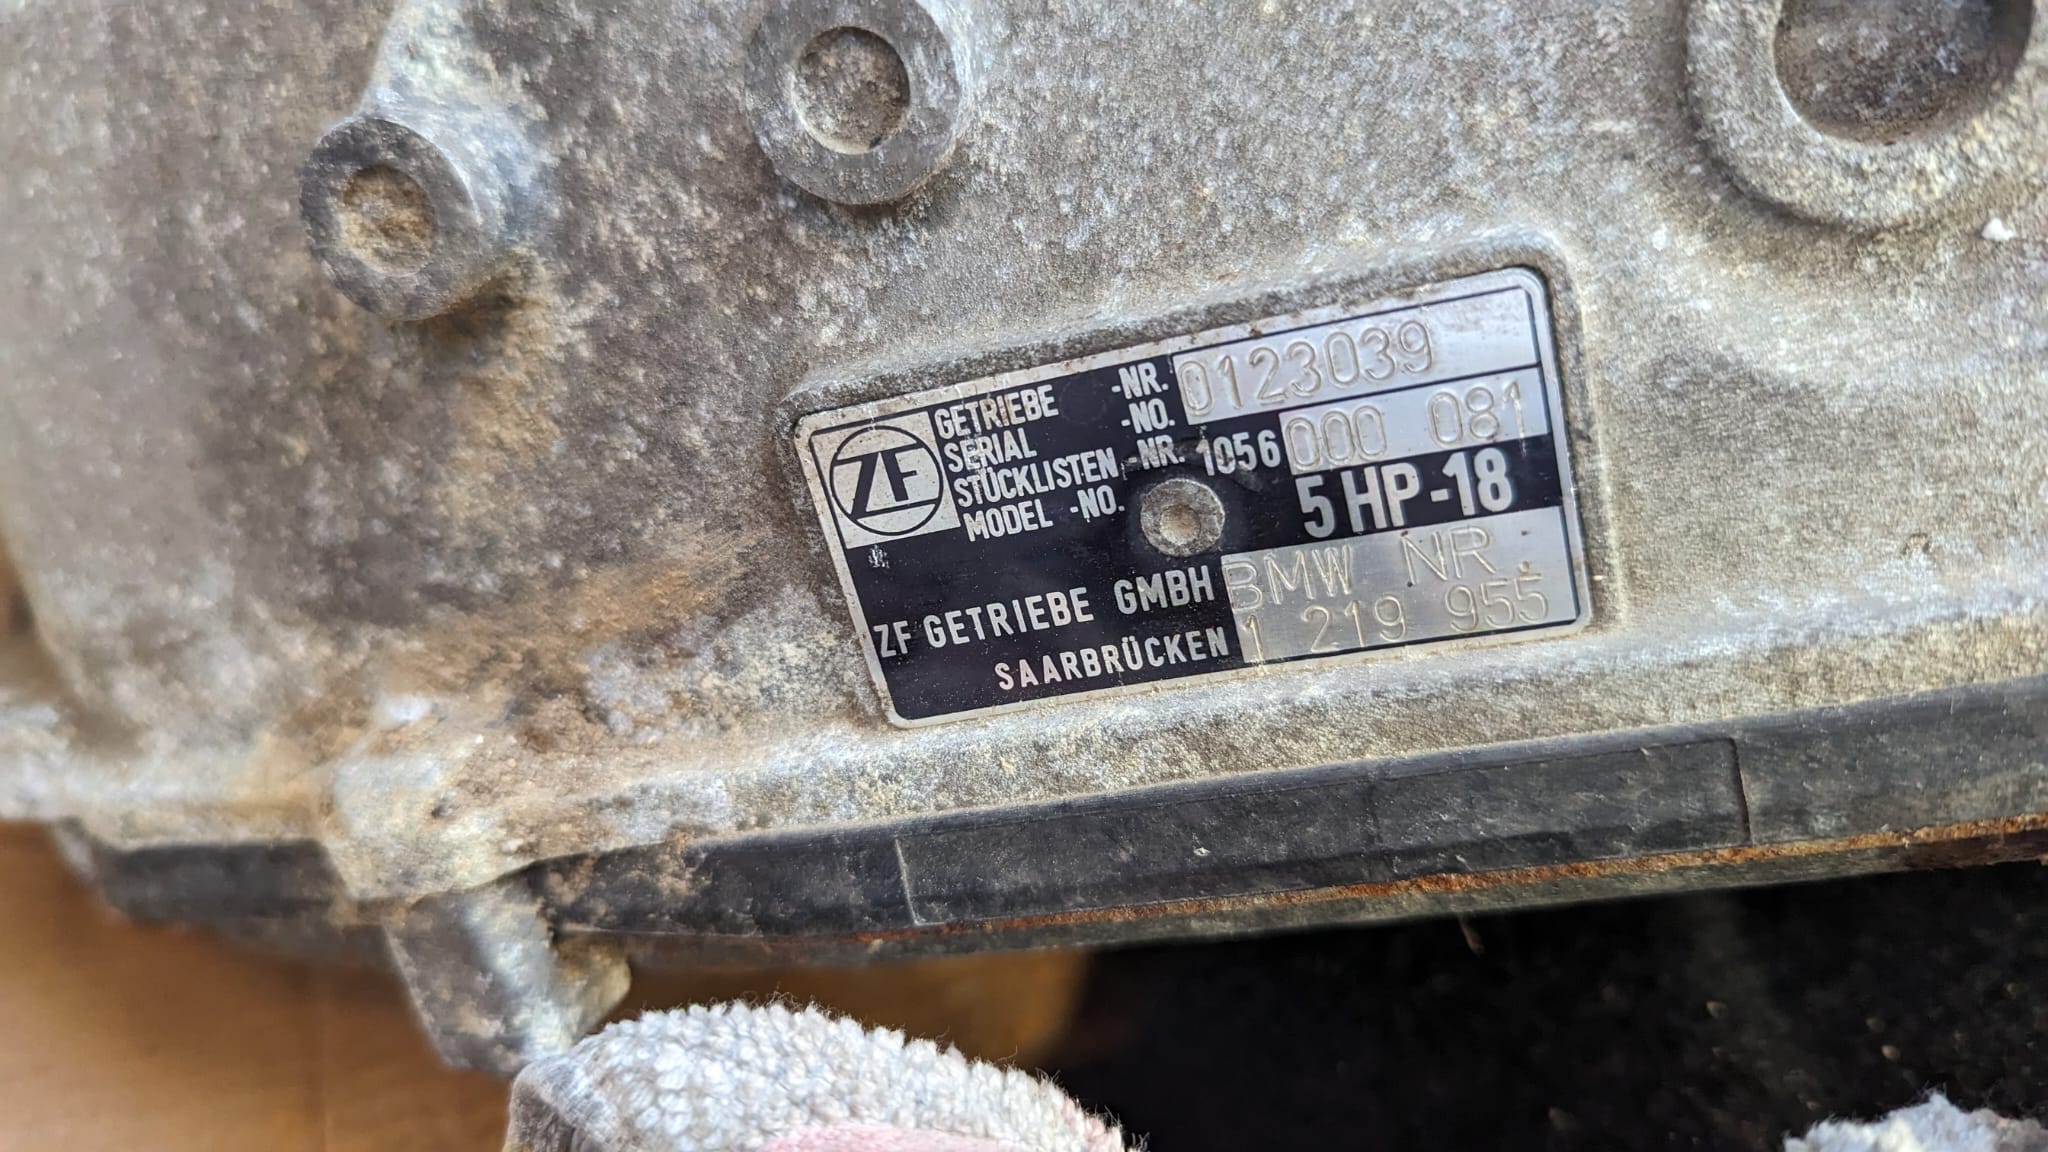 ZF
GETRIEBE -NR. 0123039
SERIAL -NO.
STÜCKLISTEN -NR. 1056 000 081
MODEL -NO. 5 HP-18
ZF GETRIEBE GMBH BMW NR.
SAARBRÜCKEN 1 219 955